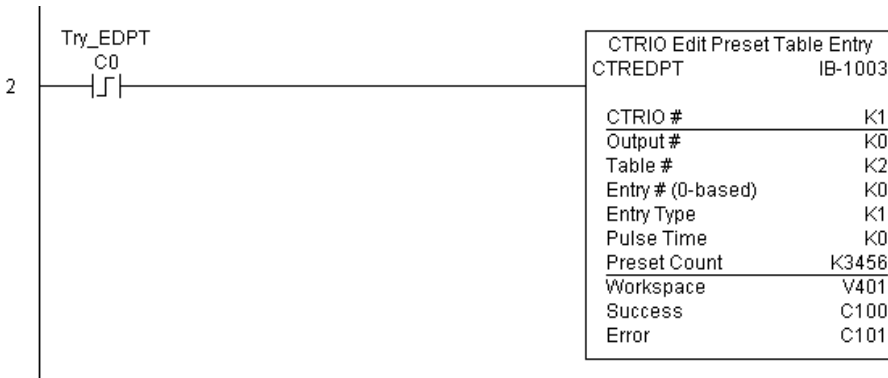 Try_EDPT
C0
2
CTRIO Edit Preset Table Entry
CTREDPT IB-1003
CTRIO # K1
Output # K0
Table # K2
Entry # (0-based) K0
Entry Type K1
Pulse Time K0
Preset Count K3456
Workspace V401
Success C100
Error C101